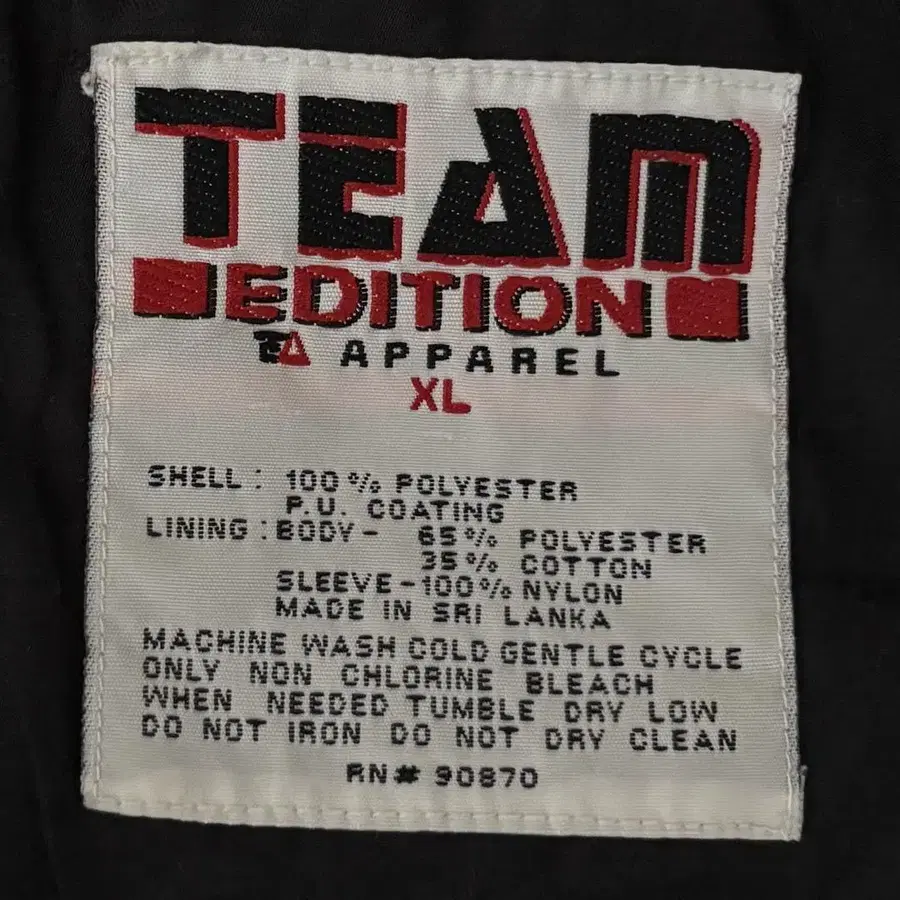 TEAM
EDITION
TEA APPAREL
XL
SHELL: 100% POLYESTER
P.U. COATING
LINING: BODY- 65% POLYESTER
35% COTTON
SLEEVE-100% NYLON
MADE IN SRI LANKA
MACHINE WASH COLD GENTLE CYCLE
ONLY NON CHLORINE BLEACH
WHEN NEEDED TUMBLE DRY LOW
DO NOT IRON DO NOT DRY CLEAN
RN# 90870